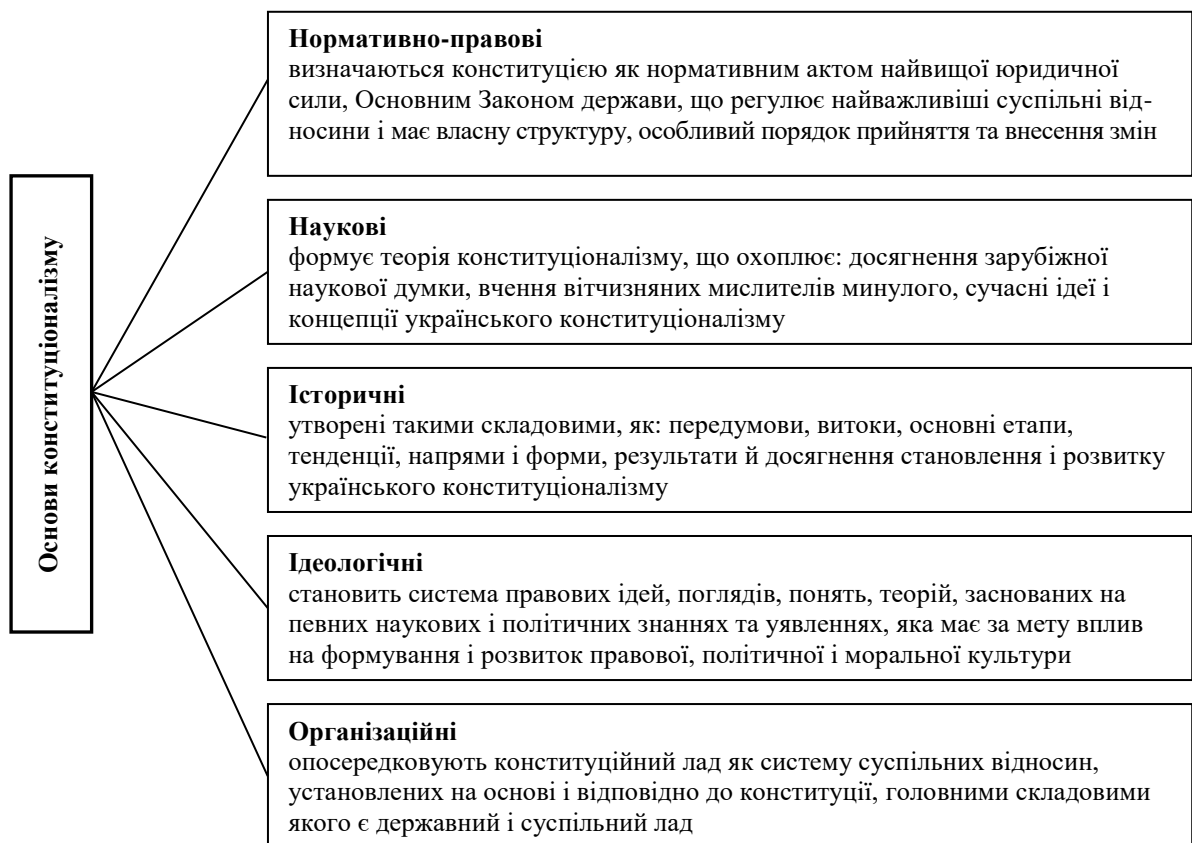 Основи конституціоналізму
Нормативно-правові
визначаються конституцією як нормативним актом найвищої юридичної
сили, Основним Законом держави, що регулює найважливіші суспільні від-
носини і має власну структуру, особливий порядок прийняття та внесення змін
Наукові
формує теорія конституціоналізму, що охоплює: досягнення зарубіжної
наукової думки, вчення вітчизняних мислителів минулого, сучасні ідеї і
концепції українського конституціоналізму
Історичні
утворені такими складовими, як: передумови, витоки, основні етапи,
тенденції, напрями і форми, результати й досягнення становлення і розвитку
українського конституціоналізму
Ідеологічні
становить система правових ідей, поглядів, понять, теорій, заснованих на
певних наукових і політичних знаннях та уявленнях, яка має за мету вплив
на формування і розвиток правової, політичної і моральної культури
Організаційні
опосередковують конституційний лад як систему суспільних відносин,
установлених на основі і відповідно до конституції, головними складовими
якого є державний і суспільний лад